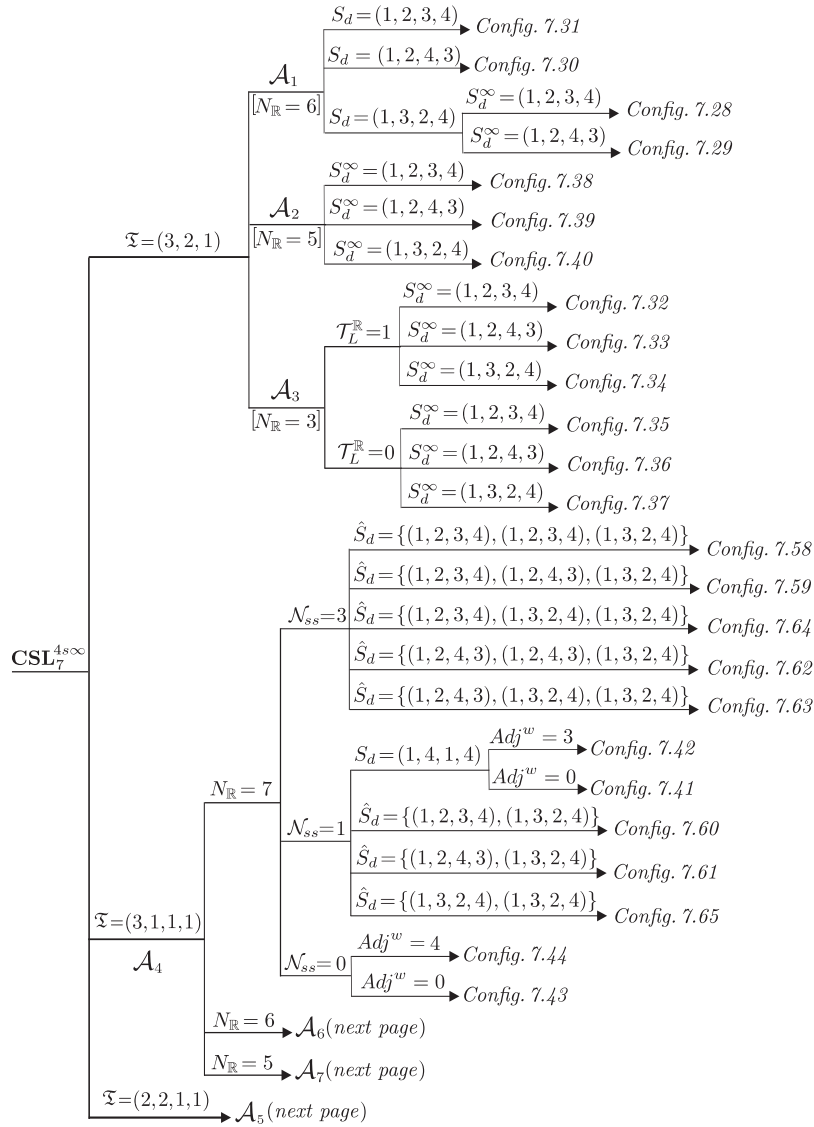 S_d=(1,2,3,4) Config. 7.31
S_d=(1,2,4,3) Config. 7.30
𝒜_1
[N_ℝ=6]
S_d=(1,3,2,4)
S_d^∞=(1,2,3,4) Config. 7.28
S_d^∞=(1,2,4,3) Config. 7.29
S_d^∞=(1,2,3,4) Config. 7.38
𝒜_2
[N_ℝ=5]
S_d^∞=(1,2,4,3) Config. 7.39
S_d^∞=(1,3,2,4) Config. 7.40
𝔗=(3,2,1)
S_d^∞=(1,2,3,4) Config. 7.32
𝒯_L^ℝ=1
S_d^∞=(1,2,4,3) Config. 7.33
S_d^∞=(1,3,2,4) Config. 7.34
𝒜_3
[N_ℝ=3]
S_d^∞=(1,2,3,4) Config. 7.35
𝒯_L^ℝ=0
S_d^∞=(1,2,4,3) Config. 7.36
S_d^∞=(1,3,2,4) Config. 7.37
Ŝ_d={(1,2,3,4),(1,2,3,4),(1,3,2,4)} Config. 7.58
Ŝ_d={(1,2,3,4),(1,2,4,3),(1,3,2,4)} Config. 7.59
𝒩_ss=3
Ŝ_d={(1,2,3,4),(1,3,2,4),(1,3,2,4)} Config. 7.64
Ŝ_d={(1,2,4,3),(1,2,4,3),(1,3,2,4)} Config. 7.62
Ŝ_d={(1,2,4,3),(1,3,2,4),(1,3,2,4)} Config. 7.63
CSL_7^{4s∞}
S_d=(1,4,1,4)
Adj^w=3 Config. 7.42
Adj^w=0 Config. 7.41
N_ℝ=7
𝒩_ss=1
Ŝ_d={(1,2,3,4),(1,3,2,4)} Config. 7.60
Ŝ_d={(1,2,4,3),(1,3,2,4)} Config. 7.61
Ŝ_d={(1,3,2,4),(1,3,2,4)} Config. 7.65
𝔗=(3,1,1,1)
𝒜_4
𝒩_ss=0
Adj^w=4 Config. 7.44
Adj^w=0 Config. 7.43
N_ℝ=6 𝒜_6(next page)
N_ℝ=5 𝒜_7(next page)
𝔗=(2,2,1,1) 𝒜_5(next page)